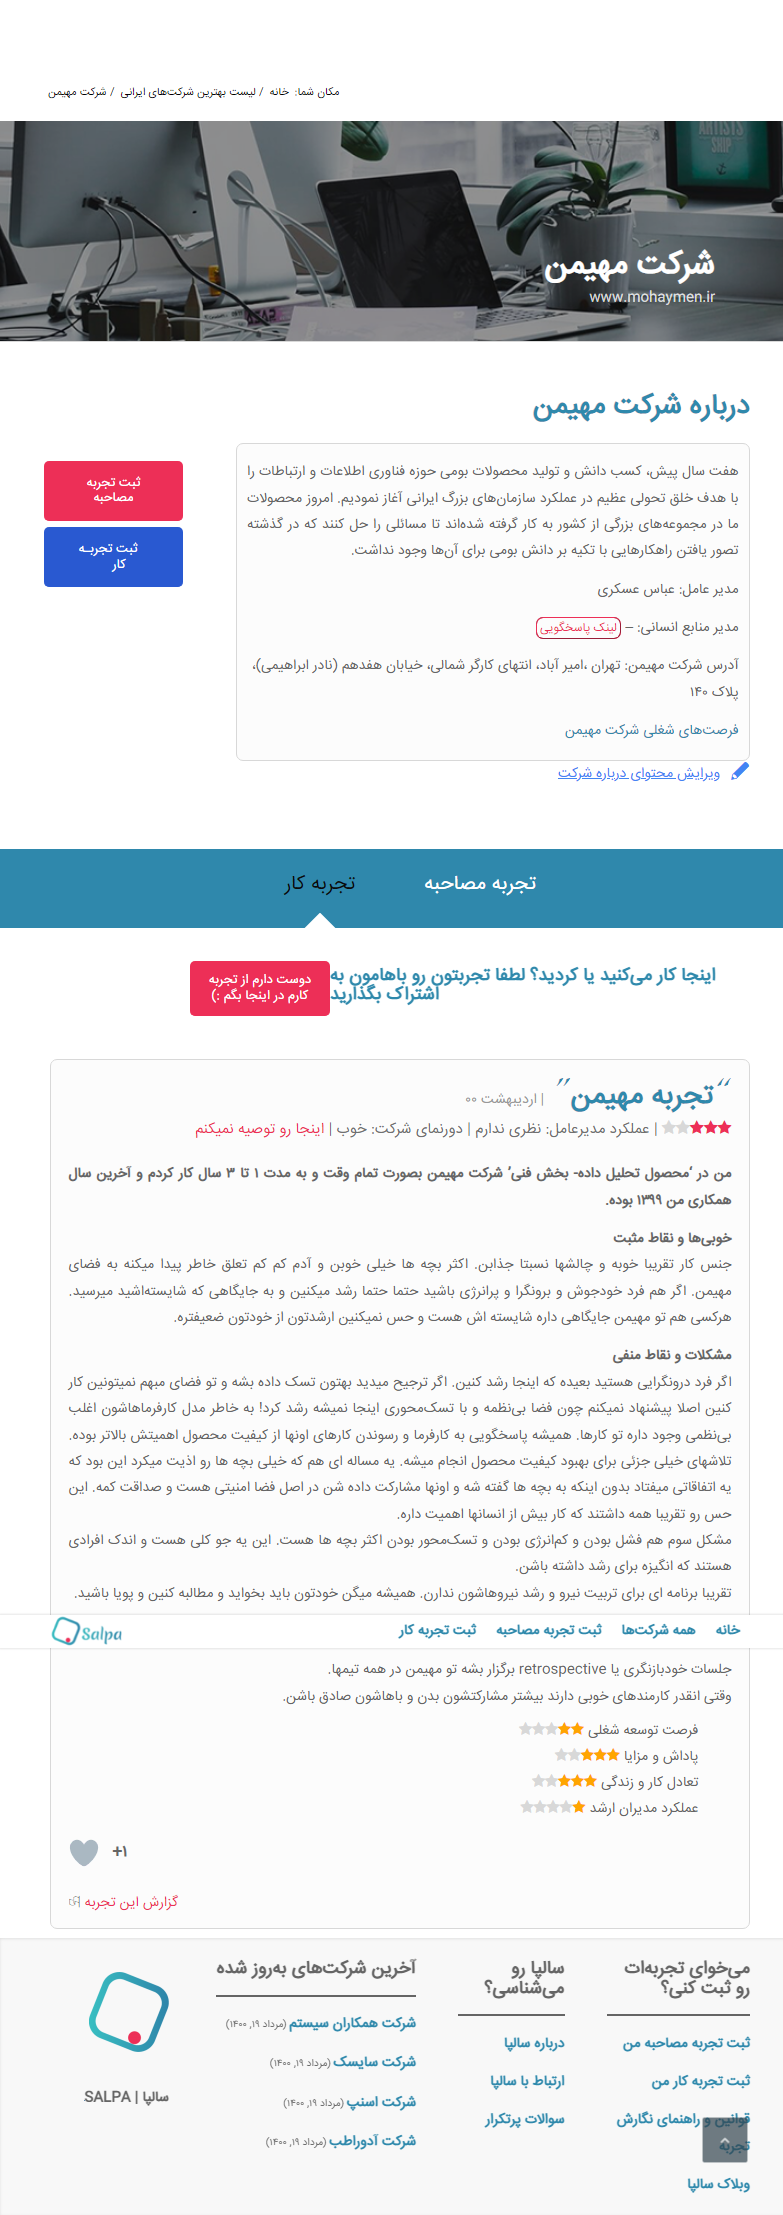 مکان شما: خانه / لیست بهترین شرکت‌های ایرانی / شرکت مهیمن
ARTISTS
SHIP
شرکت مهیمن
www.mohaymen.ir
درباره شرکت مهیمن
هفت سال پیش، کسب دانش و تولید محصولات بومی حوزه فناوری اطلاعات و ارتباطات را
با هدف خلق تحولی عظیم در عملکرد سازمان‌های بزرگ ایرانی آغاز نمودیم. امروز محصولات
ما در مجموعه‌های بزرگی از کشور به کار گرفته شده‌اند تا مسائلی را حل کنند که در گذشته
تصور یافتن راهکارهایی با تکیه بر دانش بومی برای آن‌ها وجود نداشت.
مدیر عامل: عباس عسکری
مدیر منابع انسانی: – لینک پاسخگویی
آدرس شرکت مهیمن: تهران ،امیر آباد، انتهای کارگر شمالی، خیابان هفدهم (نادر ابراهیمی)،
پلاک ۱۴۰
فرصت‌های شغلی شرکت مهیمن
ویرایش محتوای درباره شرکت
ثبت تجربه
مصاحبه
ثبت تجربـه
کار
تجربه مصاحبه
تجربه کار
اینجا کار می‌کنید یا کردید؟ لطفا تجربتون رو باهامون به
اشتراک بگذارید
دوست دارم از تجربه
کارم در اینجا بگم :)
“تجربه مهیمن” | اردیبهشت ۰۰
| عملکرد مدیرعامل: نظری ندارم | دورنمای شرکت: خوب | اینجا رو توصیه نمیکنم
من در ‘محصول تحلیل داده- بخش فنی’ شرکت مهیمن بصورت تمام وقت و به مدت ۱ تا ۳ سال کار کردم و آخرین سال
همکاری من ۱۳۹۹ بوده.
خوبی‌ها و نقاط مثبت
جنس کار تقریبا خوبه و چالشها نسبتا جذابن. اکثر بچه ها خیلی خوبن و آدم کم کم تعلق خاطر پیدا میکنه به فضای
مهیمن. اگر هم فرد خودجوش و برونگرا و پرانرژی باشید حتما حتما رشد میکنین و به جایگاهی که شایسته‌اشید میرسید.
هرکسی هم تو مهیمن جایگاهی داره شایسته اش هست و حس نمیکنین ارشدتون از خودتون ضعیفتره.
مشکلات و نقاط منفی
اگر فرد درونگرایی هستید بعیده که اینجا رشد کنین. اگر ترجیح میدید بهتون تسک داده بشه و تو فضای مبهم نمیتونین کار
کنین اصلا پیشنهاد نمیکنم چون فضا بی‌نظمه و با تسک‌محوری اینجا نمیشه رشد کرد! به خاطر مدل کارفرماهاشون اغلب
بی‌نظمی وجود داره تو کارها. همیشه پاسخگویی به کارفرما و رسوندن کارهای اونها از کیفیت محصول اهمیتش بالاتر بوده.
تلاشهای خیلی جزئی برای بهبود کیفیت محصول انجام میشه. یه مساله ای هم که خیلی بچه ها رو اذیت میکرد این بود که
یه اتفاقاتی میفتاد بدون اینکه به بچه ها گفته شه و اونها مشارکت داده شن در اصل فضا امنیتی هست و صداقت کمه. این
حس رو تقریبا همه داشتند که کار بیش از انسانها اهمیت داره.
مشکل سوم هم فشل بودن و کم‌انرژی بودن و تسک‌محور بودن اکثر بچه ها هست. این یه جو کلی هست و اندک افرادی
هستند که انگیزه برای رشد داشته باشن.
تقریبا برنامه ای برای تربیت نیرو و رشد نیروهاشون ندارن. همیشه میگن خودتون باید بخواید و مطالبه کنین و پویا باشید.
خانه همه شرکت‌ها ثبت تجربه مصاحبه ثبت تجربه کار
Salpa
جلسات خودبازنگری یا retrospective برگزار بشه تو مهیمن در همه تیمها.
وقتی انقدر کارمندهای خوبی دارند بیشتر مشارکتشون بدن و باهاشون صادق باشن.
فرصت توسعه شغلی
پاداش و مزایا
تعادل کار و زندگی
عملکرد مدیران ارشد
+۱
گزارش این تجربه
می‌خوای تجربه‌ات
رو ثبت کنی؟
ثبت تجربه مصاحبه من
ثبت تجربه کار من
قوانین و راهنمای نگارش
تجربه
وبلاگ سالپا
سالپا رو
می‌شناسی؟
درباره سالپا
ارتباط با سالپا
سوالات پرتکرار
آخرین شرکت‌های به‌روز شده
شرکت همکاران سیستم (مرداد ۱۹, ۱۴۰۰)
شرکت سایسک (مرداد ۱۹, ۱۴۰۰)
شرکت اسنپ (مرداد ۱۹, ۱۴۰۰)
شرکت آدوراطب (مرداد ۱۹, ۱۴۰۰)
سالپا | SALPA